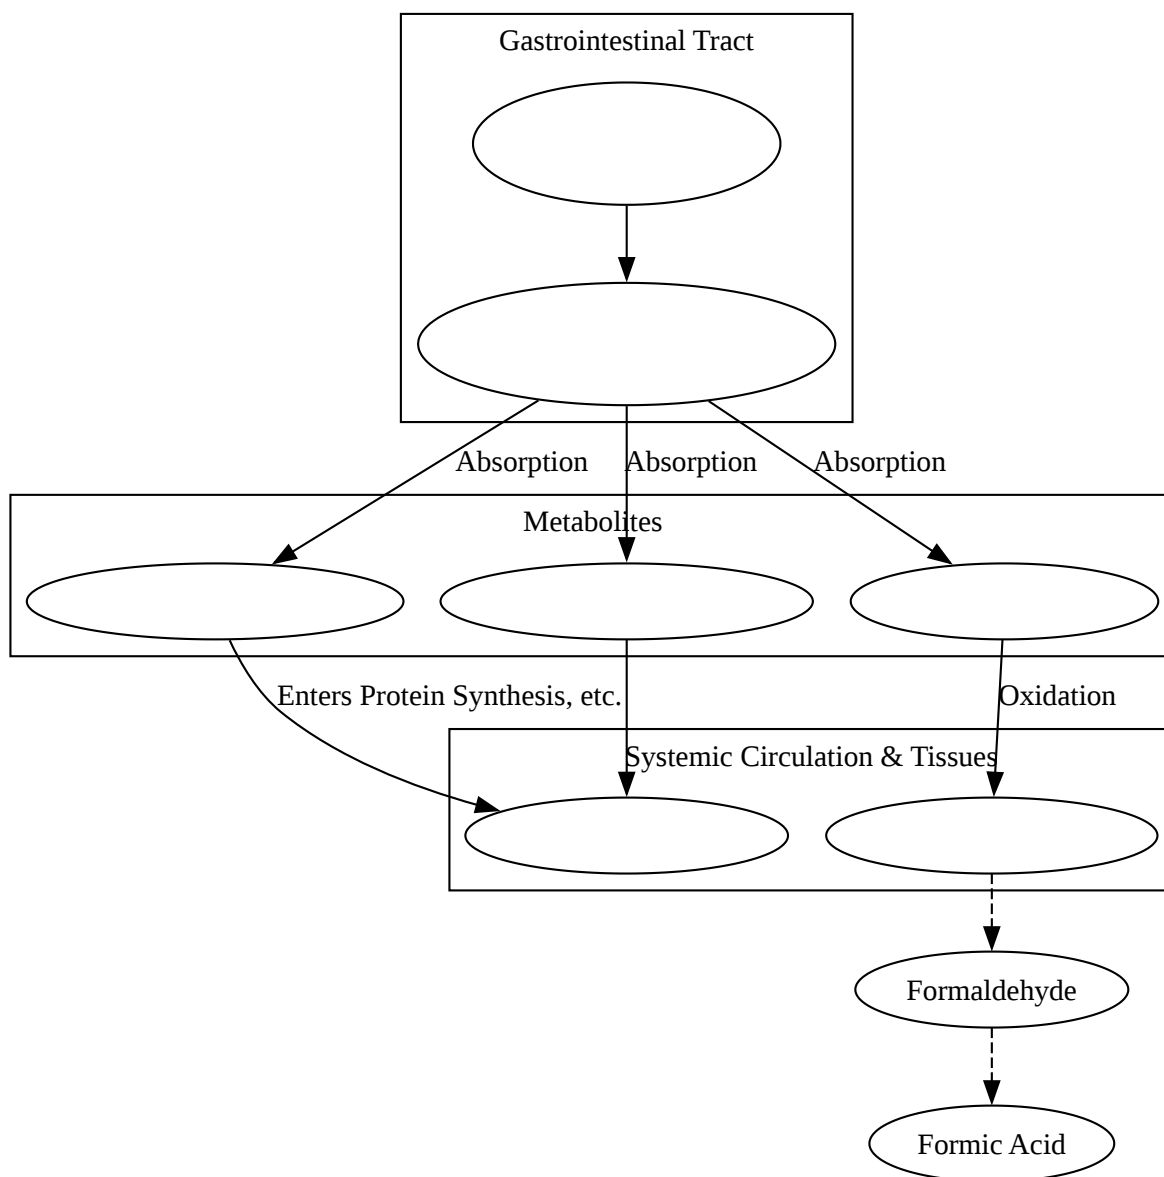 Gastrointestinal Tract
Absorption
Absorption
Absorption
Metabolites
Enters Protein Synthesis, etc.
Oxidation
Systemic Circulation & Tissues
Formaldehyde
Formic Acid